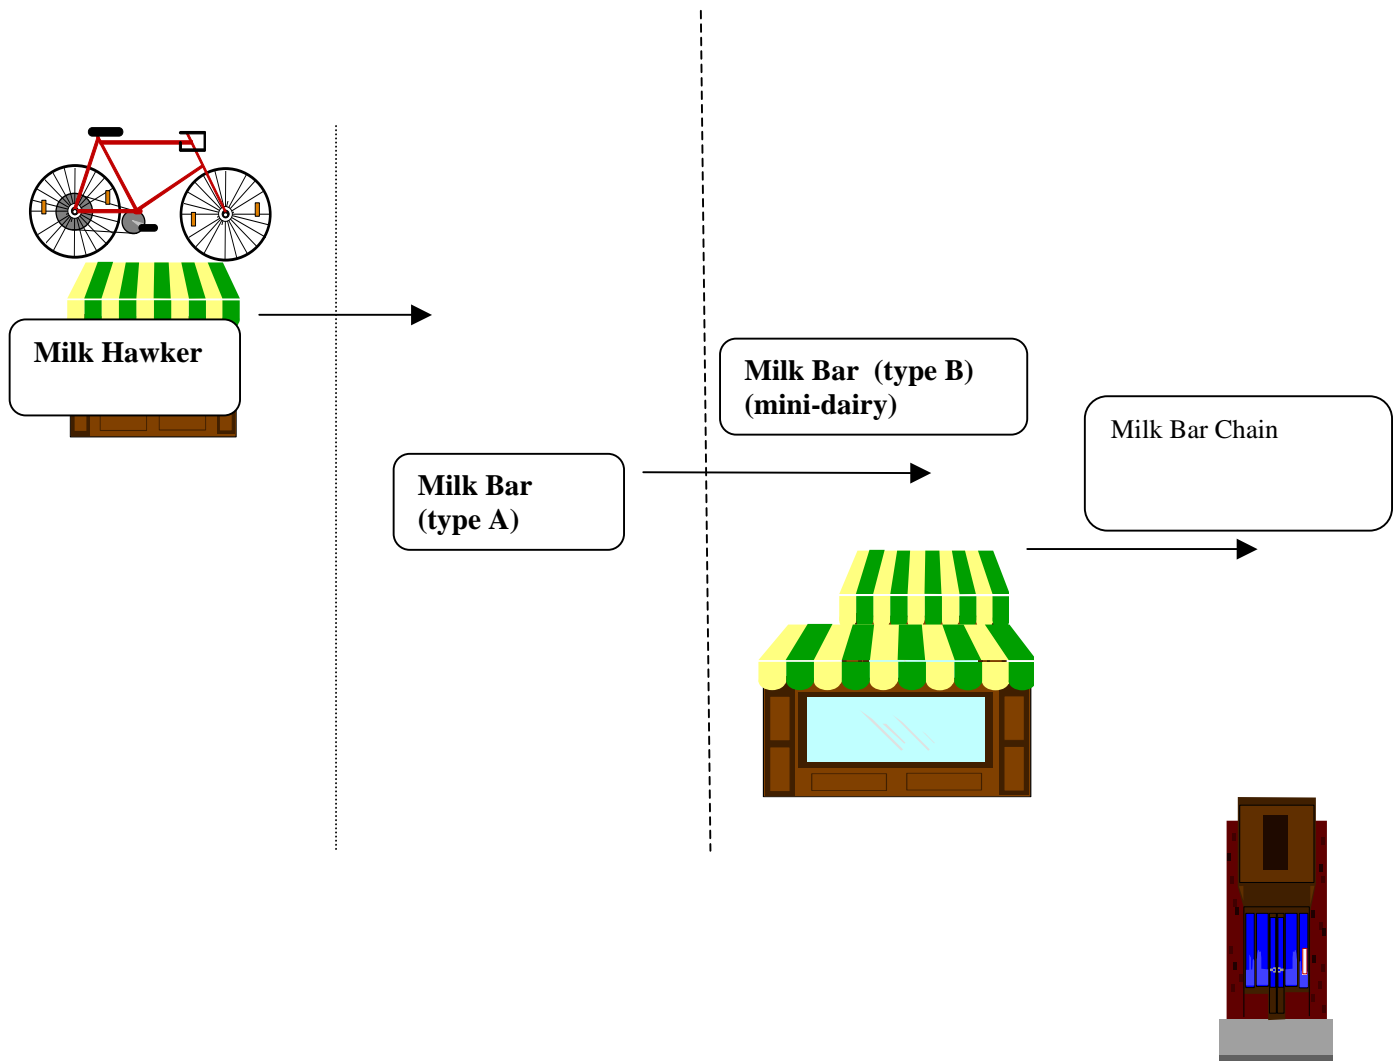 Milk Hawker
Milk Bar
(type A)
Milk Bar  (type B)
(mini-dairy)
Milk Bar Chain